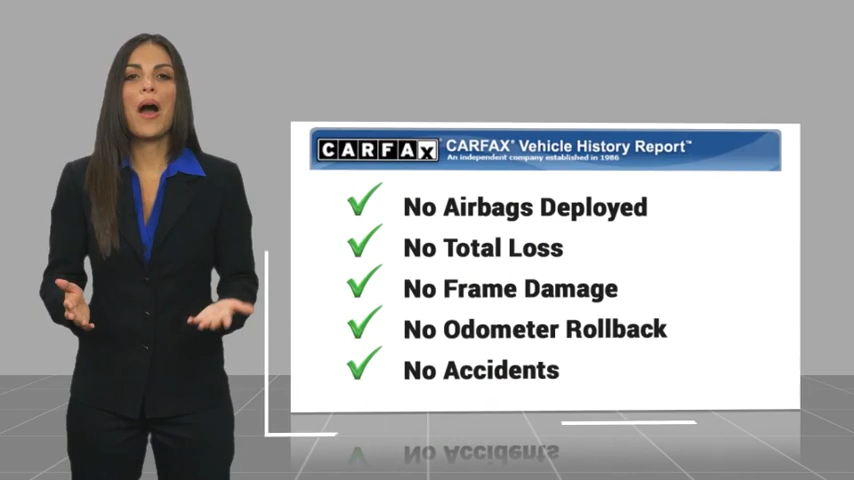 CARFAX CARFAX® Vehicle History Report™
An independent company established in 1986
No Airbags Deployed
No Total Loss
No Frame Damage
No Odometer Rollback
No Accidents
No Accidents